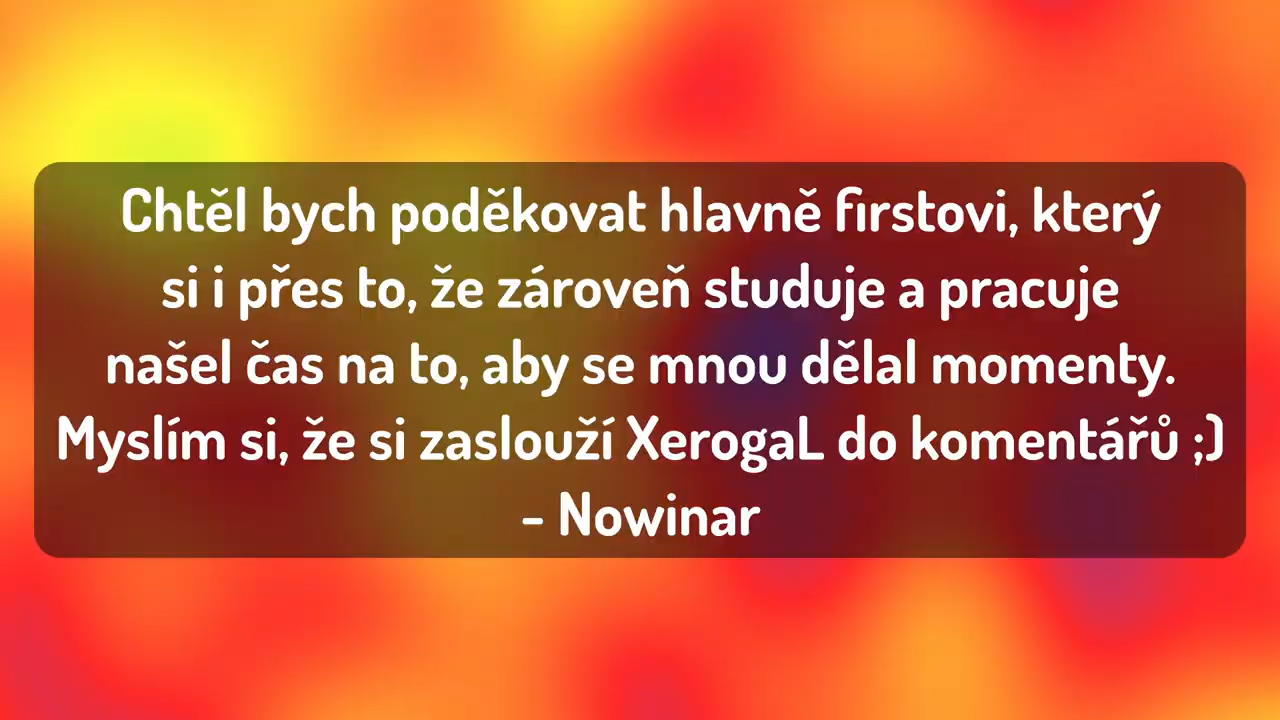 Chtěl bych poděkovat hlavně firstovi, který
si i přes to, že zároveň studuje a pracuje
našel čas na to, aby se mnou dělal momenty.
Myslím si, že si zaslouží XerogaL do komentářů ;)
- Nowinar